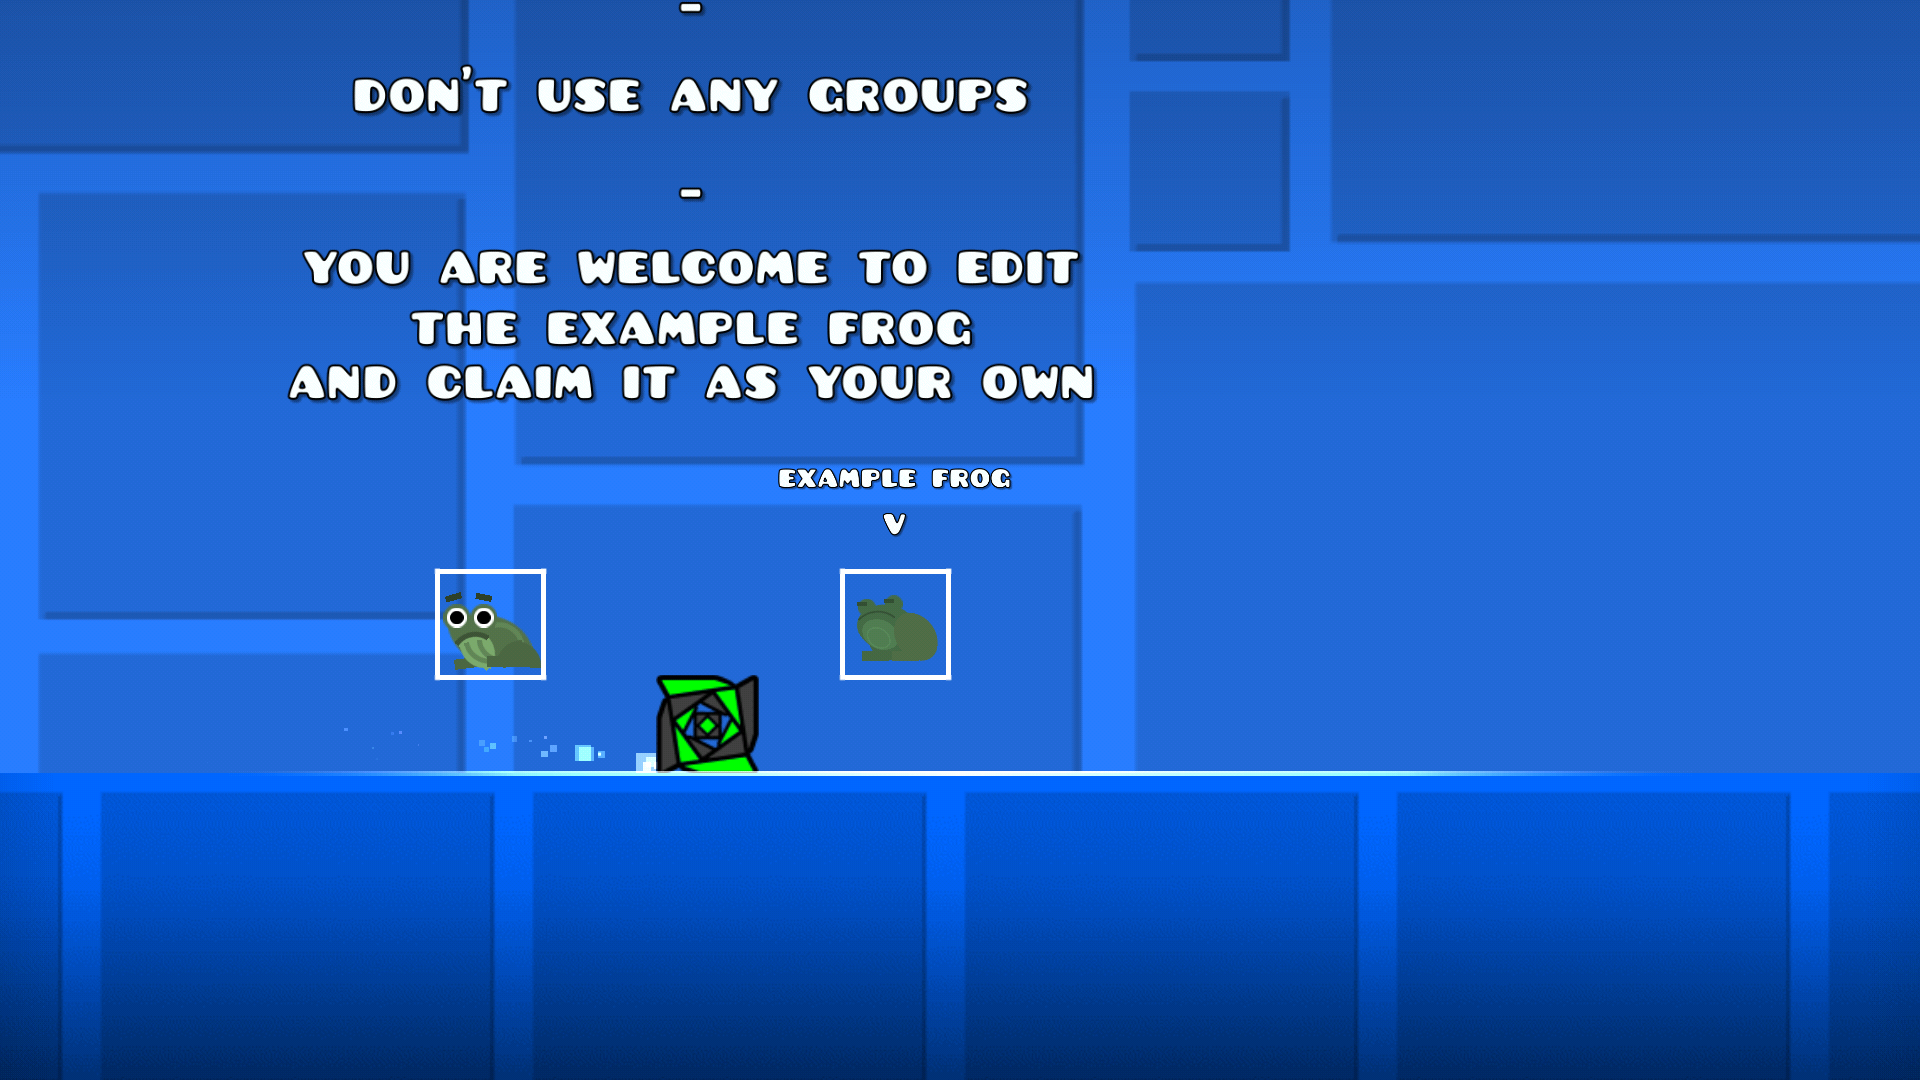 -
DON'T USE ANY GROUPS
-
YOU ARE WELCOME TO EDIT
THE EXAMPLE FROG
AND CLAIM IT AS YOUR OWN
EXAMPLE FROG
V